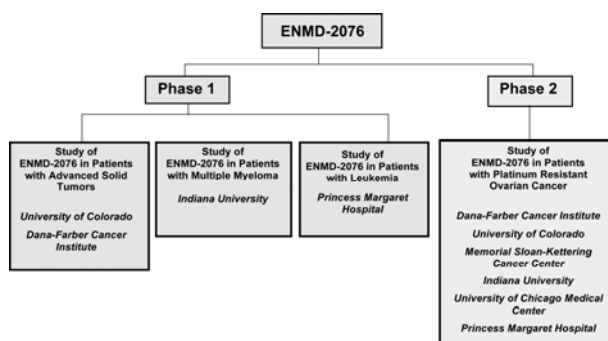 ENMD-2076
Phase 1
Phase 2
Study of
ENMD-2076 in Patients
with Advanced Solid
Tumors
University of Colorado
Dana-Farber Cancer
Institute
Study of
ENMD-2076 in Patients
with Multiple Myeloma
Indiana University
Study of
ENMD-2076 in Patients
with Leukemia
Princess Margaret
Hospital
Study of
ENMD-2076 in Patients
with Platinum Resistant
Ovarian Cancer
Dana-Farber Cancer Institute
University of Colorado
Memorial Sloan-Kettering
Cancer Center
Indiana University
University of Chicago Medical
Center
Princess Margaret Hospital